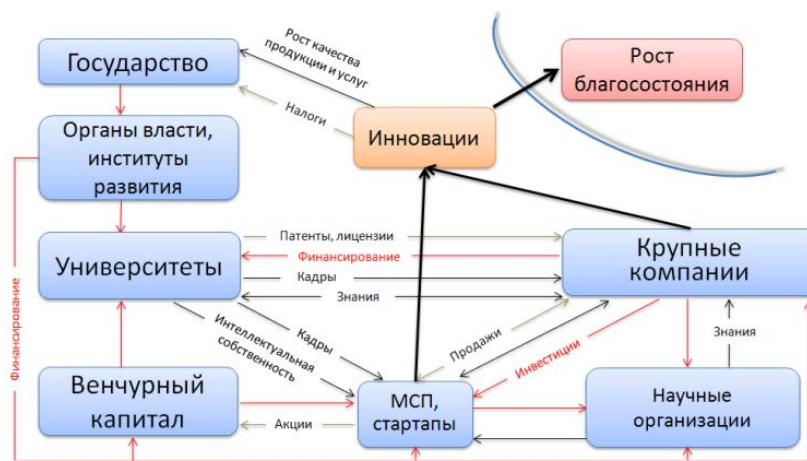 Государство
Рост качества
продукции и услуг
Рост
благосостояния
Налоги
Инновации
Органы власти,
институты
развития
Патенты, лицензии
Университеты
Финансирование
Кадры
Знания
Крупные
компании
Финансирование
Интеллектуальная
собственность
Кадры
Продажи
Инвестиции
Знания
Венчурный
капитал
Акции
МСП,
стартапы
Научные
организации